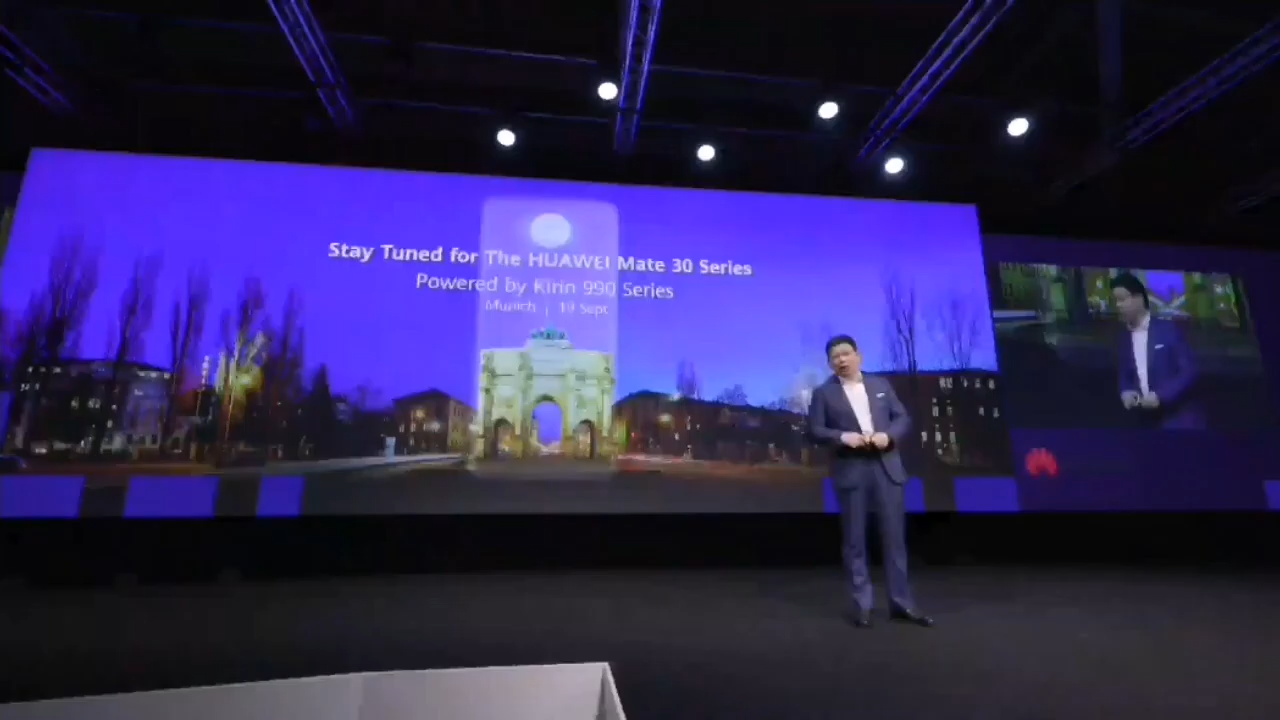 Stay Tuned for The HUAWEI Mate 30 Series
Powered by Kirin 990 Series
Munich | 19 Sept